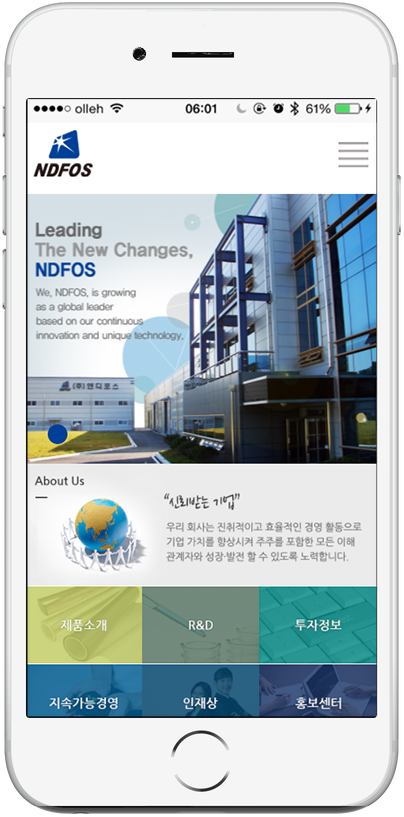 olleh 06:01 61%
NDFOS
Leading
The New Changes,
NDFOS
We, NDFOS, is growing
as a global leader
based on our continuous
innovation and unique technology.
(주)앤디포스
About Us
“신뢰받는 기업”
우리 회사는 진취적이고 효율적인 경영 활동으로
기업 가치를 향상시켜 주주를 포함한 모든 이해
관계자와 성장·발전 할 수 있도록 노력합니다.
제품소개 R&D 투자정보
지속가능경영 인재상 홍보센터